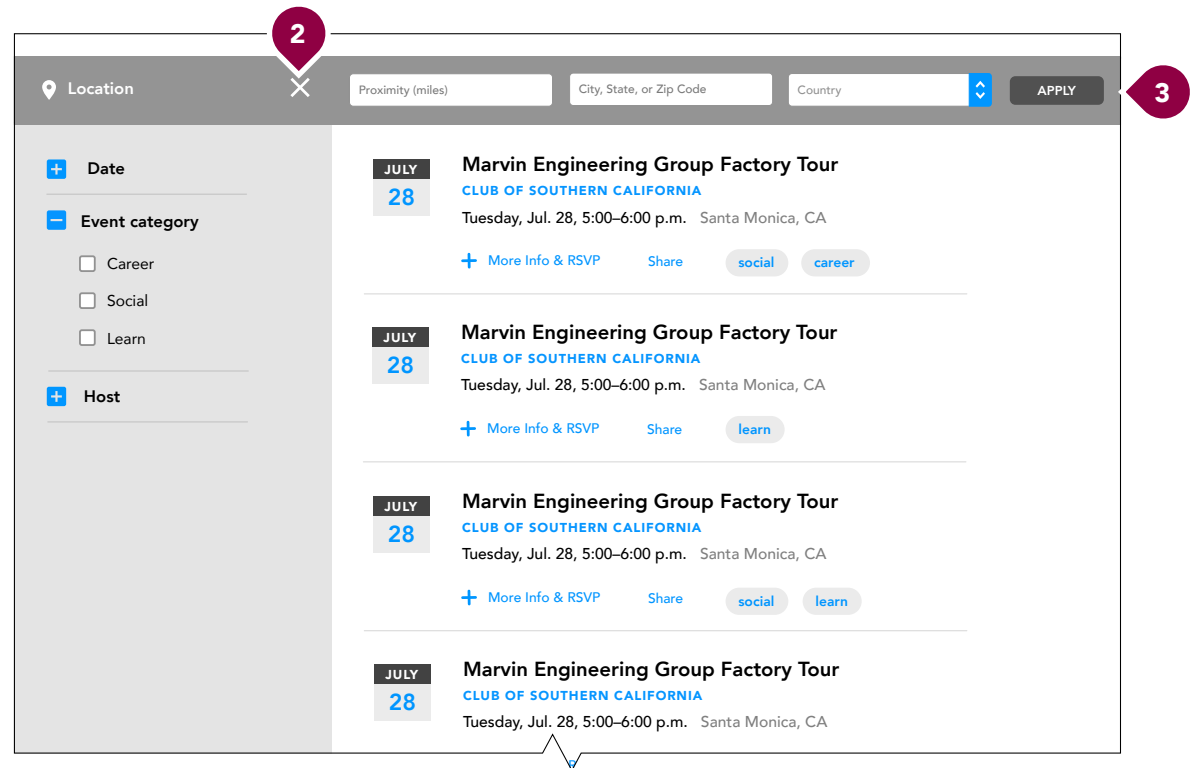 2
Location
Proximity (miles)
City, State, or Zip Code
Country
APPLY
3
Date
Event category
Career
Social
Learn
Host
JULY
28
Marvin Engineering Group Factory Tour
CLUB OF SOUTHERN CALIFORNIA
Tuesday, Jul. 28, 5:00–6:00 p.m. Santa Monica, CA
More Info & RSVP Share social career
JULY
28
Marvin Engineering Group Factory Tour
CLUB OF SOUTHERN CALIFORNIA
Tuesday, Jul. 28, 5:00–6:00 p.m. Santa Monica, CA
More Info & RSVP Share learn
JULY
28
Marvin Engineering Group Factory Tour
CLUB OF SOUTHERN CALIFORNIA
Tuesday, Jul. 28, 5:00–6:00 p.m. Santa Monica, CA
More Info & RSVP Share social learn
JULY
28
Marvin Engineering Group Factory Tour
CLUB OF SOUTHERN CALIFORNIA
Tuesday, Jul. 28, 5:00–6:00 p.m. Santa Monica, CA